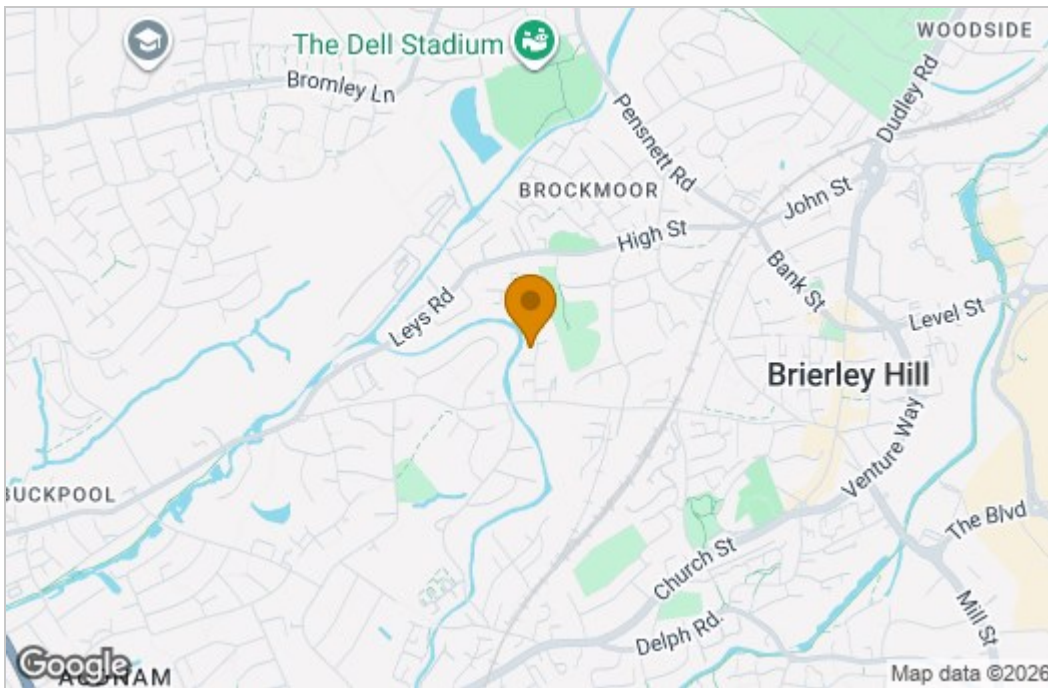 WOODSIDE
The Dell Stadium
Bromley Ln
Dudley Rd
Pensnett Rd
BROCKMOOR
John St
High St
Bank St
Leys Rd
Level St
Brierley Hill
Venture Way
BUCKPOOL
The Blvd
Church St
Mill St
Delph Rd
Google
Map data ©2026